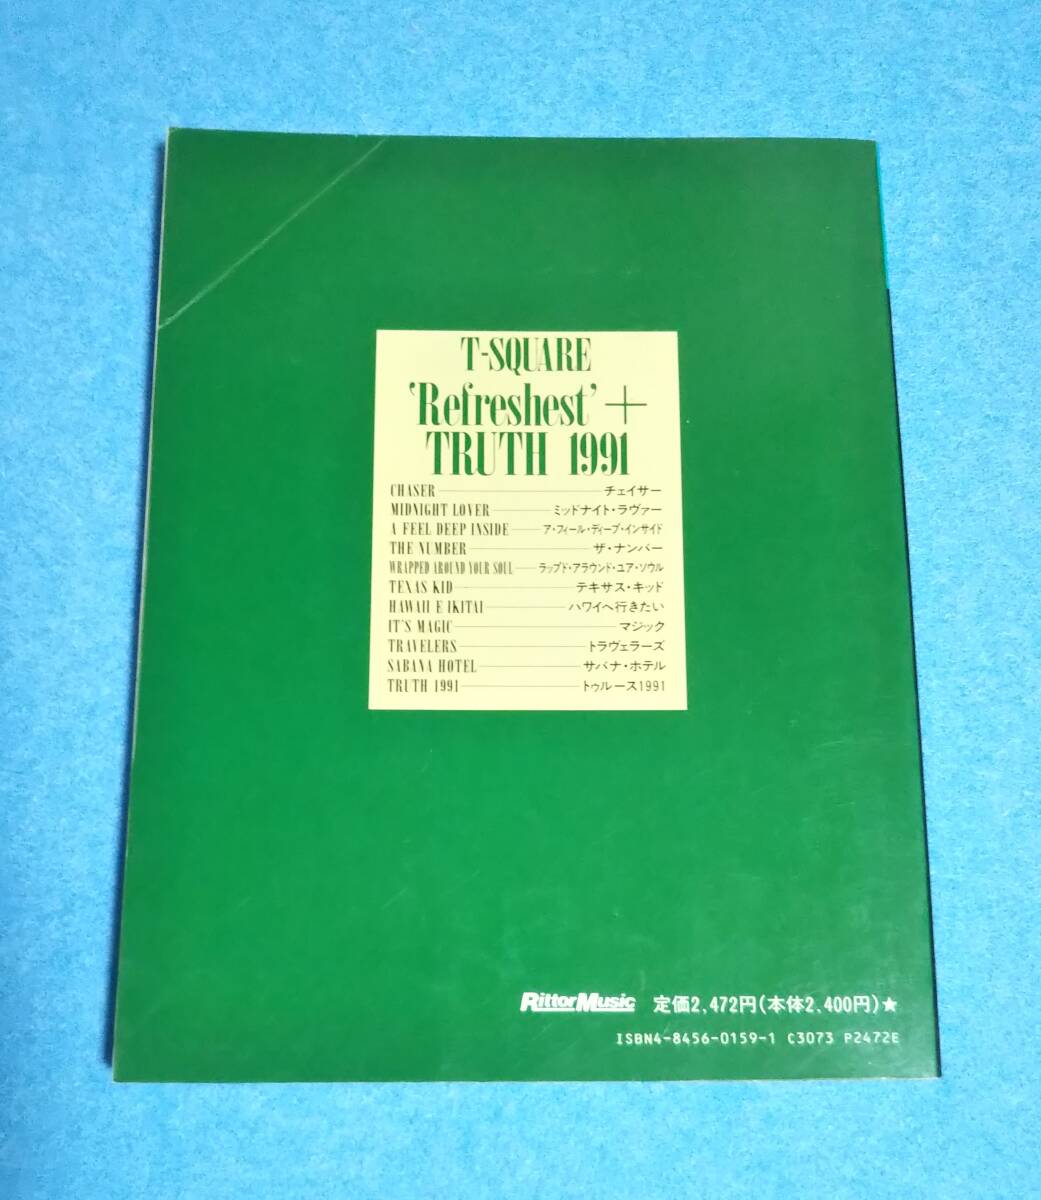 T-SQUARE
‘Refreshest’+
TRUTH 1991
CHASER チェイサー
MIDNIGHT LOVER ミッドナイト・ラヴァー
A FEEL DEEP INSIDE ア・フィール・ディープ・インサイド
THE NUMBER ザ・ナンバー
WRAPPED AROUND YOUR SOUL ラップド・アラウンド・ユア・ソウル
TEXAS KID テキサス・キッド
HAWAII E IKITAI ハワイへ行きたい
IT'S MAGIC マジック
TRAVELERS トラヴェラーズ
SABANA HOTEL サバナ・ホテル
TRUTH 1991 トゥルース1991
RittorMusic 定価2,472円(本体2,400円)★
ISBN4-8456-0159-1 C3073 P2472E